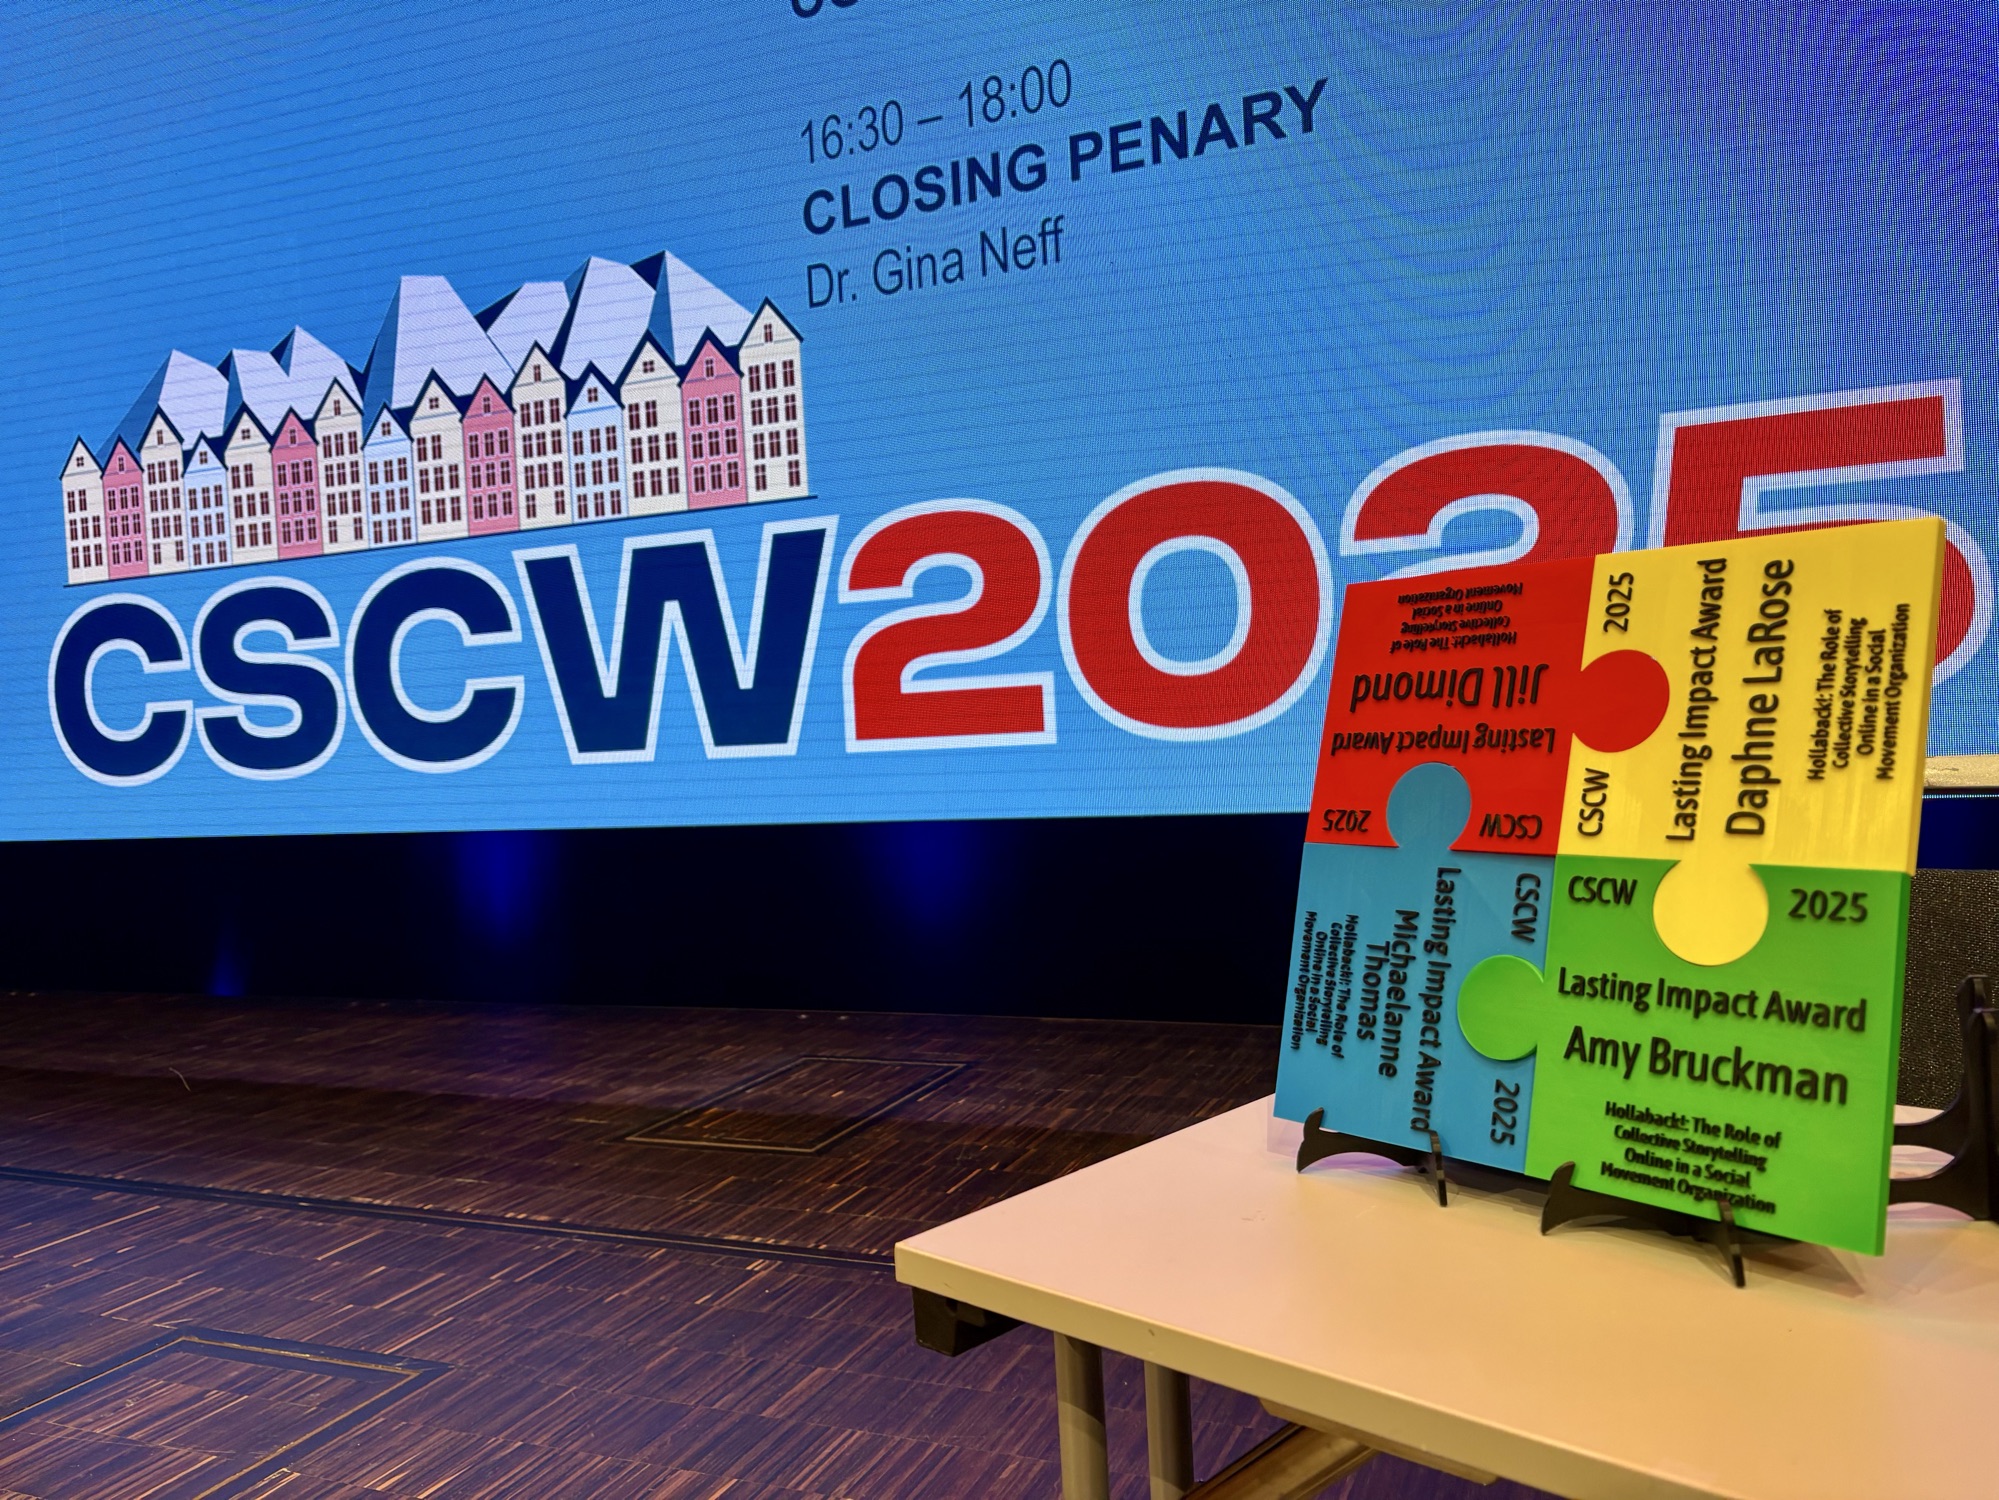 16:30 – 18:00
CLOSING PENARY
Dr. Gina Neff
CSCW2025
Hollaback!: The Role of
Collective Storytelling
Online in a Social
Movement Organization
Jill Dimond
Lasting Impact Award
CSCW
2025
CSCW
2025
Lasting Impact Award
Daphne LaRose
Hollaback!: The Role of
Collective Storytelling
Online in a Social
Movement Organization
CSCW
2025
Lasting Impact Award
Michaelanne
Thomas
Hollaback!: The Role of
Collective Storytelling
Online in a Social
Movement Organization
CSCW
2025
Lasting Impact Award
Amy Bruckman
Hollaback!: The Role of
Collective Storytelling
Online in a Social
Movement Organization